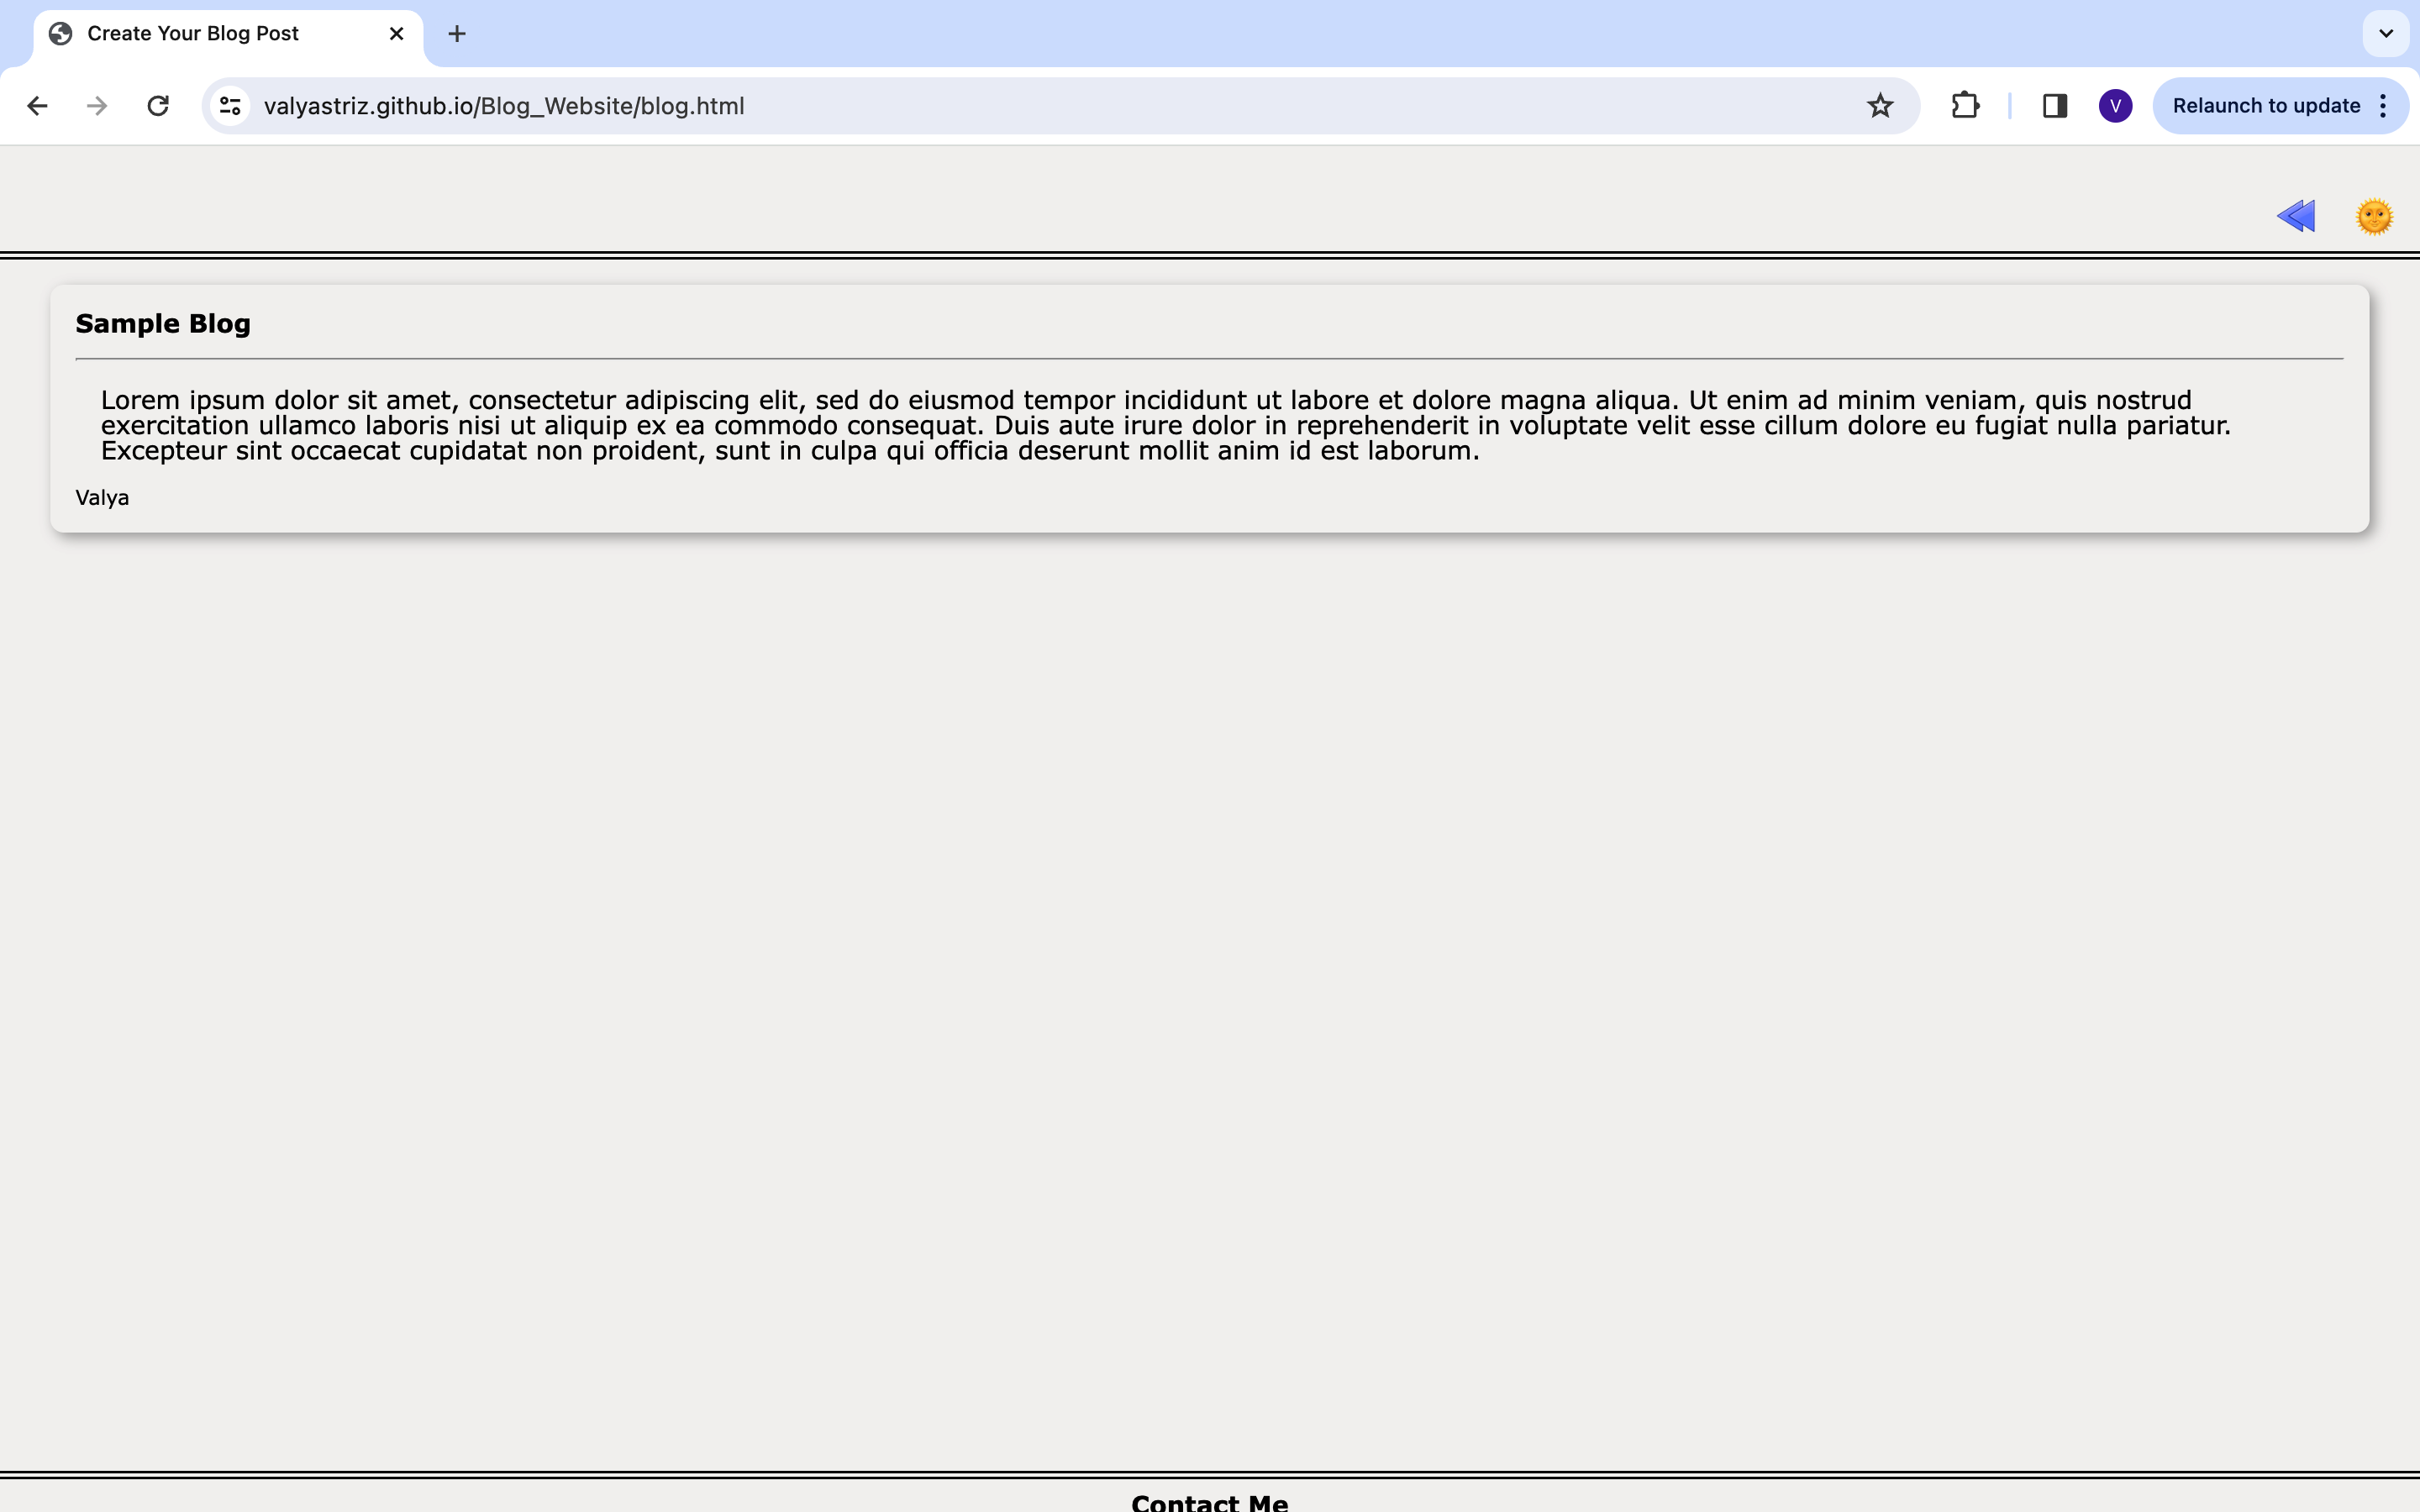 Create Your Blog Post
valyastriz.github.io/Blog_Website/blog.html
V
Relaunch to update
Sample Blog
Lorem ipsum dolor sit amet, consectetur adipiscing elit, sed do eiusmod tempor incididunt ut labore et dolore magna aliqua. Ut enim ad minim veniam, quis nostrud
exercitation ullamco laboris nisi ut aliquip ex ea commodo consequat. Duis aute irure dolor in reprehenderit in voluptate velit esse cillum dolore eu fugiat nulla pariatur.
Excepteur sint occaecat cupidatat non proident, sunt in culpa qui officia deserunt mollit anim id est laborum.
Valya
Contact Me